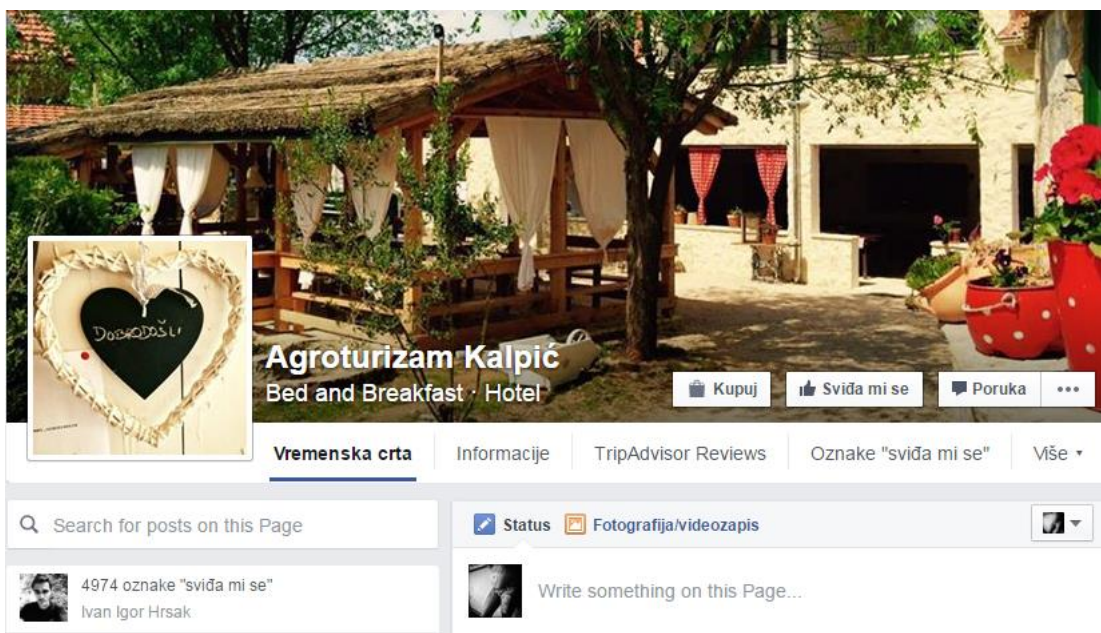 DOBRODOŠLI
Agroturizam Kalpić
Bed and Breakfast · Hotel
Kupuj
Sviđa mi se
Poruka
Vremenska crta
Informacije
TripAdvisor Reviews
Oznake "sviđa mi se"
Više
Search for posts on this Page
Status
Fotografija/videozapis
4974 oznake "sviđa mi se"
Ivan Igor Hrsak
Write something on this Page...